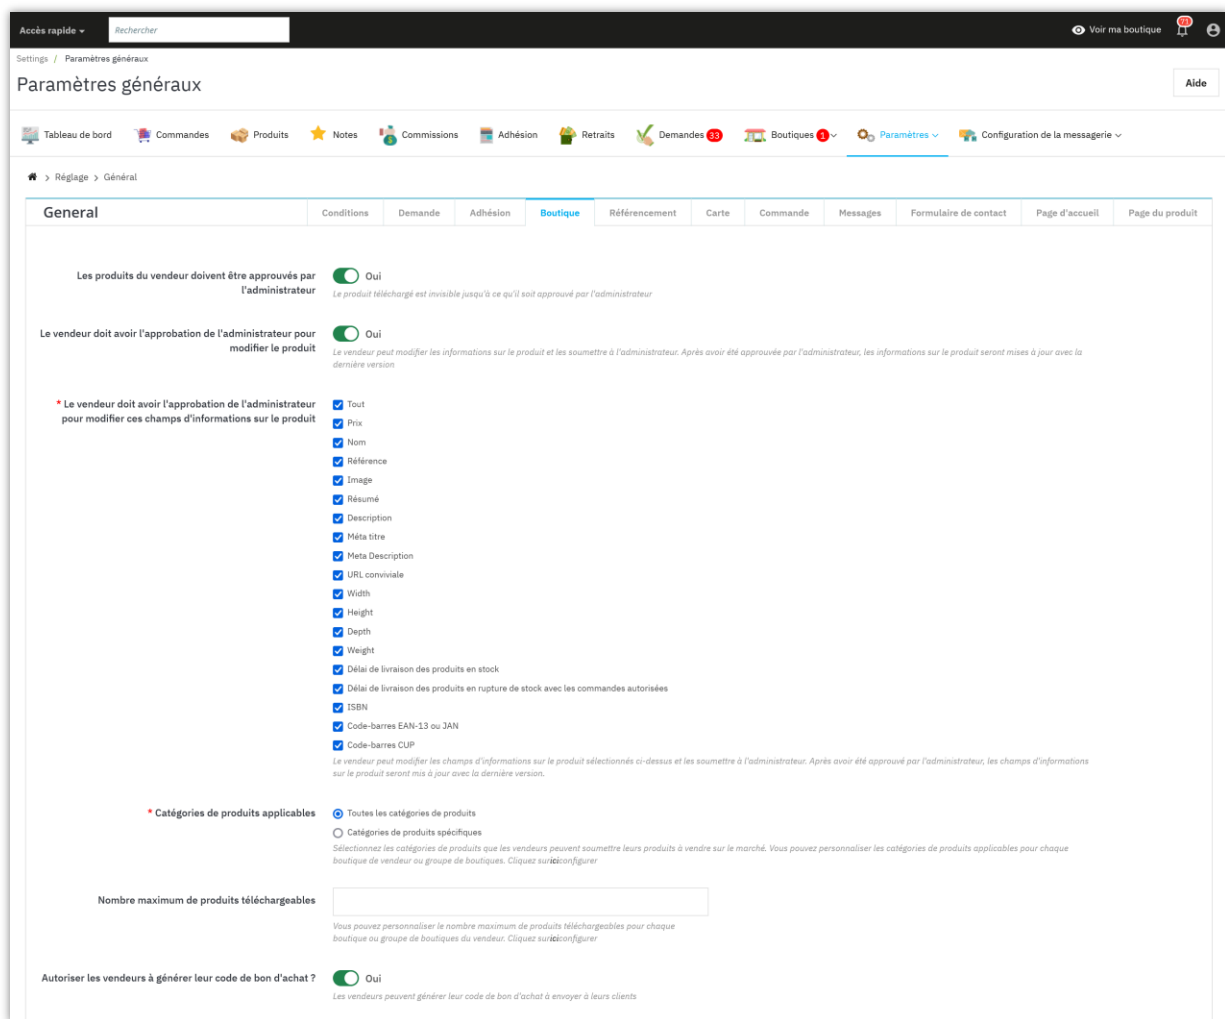 Accès rapide Rechercher Voir ma boutique 71
Settings / Paramètres généraux
Paramètres généraux Aide
Tableau de bord Commandes Produits Notes Commissions Adhésion Retraits Demandes 33 Boutiques 1 Paramètres Configuration de la messagerie
> Réglage > Général
General Conditions Demande Adhésion Boutique Référencement Carte Commande Messages Formulaire de contact Page d'accueil Page du produit
Les produits du vendeur doivent être approuvés par
l'administrateur
Oui
Le produit téléchargé est invisible jusqu'à ce qu'il soit approuvé par l'administrateur
Le vendeur doit avoir l'approbation de l'administrateur pour
modifier le produit
Oui
Le vendeur peut modifier les informations sur le produit et les soumettre à l'administrateur. Après avoir été approuvée par l'administrateur, les informations sur le produit seront mises à jour avec la
dernière version
* Le vendeur doit avoir l'approbation de l'administrateur
pour modifier ces champs d'informations sur le produit
Tout
Prix
Nom
Référence
Image
Résumé
Description
Méta titre
Meta Description
URL conviviale
Width
Height
Depth
Weight
Délai de livraison des produits en stock
Délai de livraison des produits en rupture de stock avec les commandes autorisées
ISBN
Code-barres EAN-13 ou JAN
Code-barres CUP
Le vendeur peut modifier les champs d'informations sur le produit sélectionnés ci-dessus et les soumettre à l'administrateur. Après avoir été approuvé par l'administrateur, les champs d'informations
sur le produit seront mis à jour avec la dernière version.
* Catégories de produits applicables
Toutes les catégories de produits
Catégories de produits spécifiques
Sélectionnez les catégories de produits que les vendeurs peuvent soumettre leurs produits à vendre sur le marché. Vous pouvez personnaliser les catégories de produits applicables pour chaque
boutique de vendeur ou groupe de boutiques. Cliquez suriciconfigurer
Nombre maximum de produits téléchargeables
Vous pouvez personnaliser le nombre maximum de produits téléchargeables pour chaque
boutique ou groupe de boutiques du vendeur. Cliquez suriciconfigurer
Autoriser les vendeurs à générer leur code de bon d'achat ?
Oui
Les vendeurs peuvent générer leur code de bon d'achat à envoyer à leurs clients